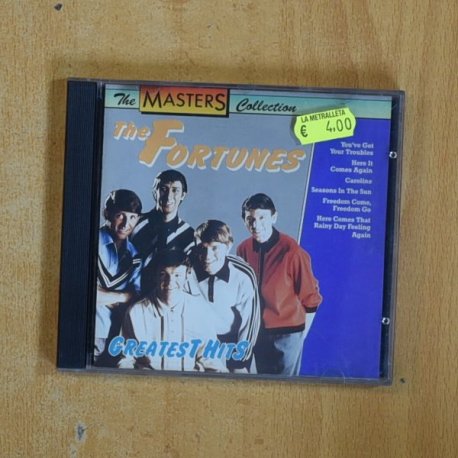 The MASTERS Collection
LA METRALLETA
€ 4,00
The FORTUNES
You've Got
Your Troubles
Here It
Comes Again
Caroline
Seasons In The Sun
Freedom Come,
Freedom Go
Here Comes That
Rainy Day Feeling
Again
GREATEST HITS